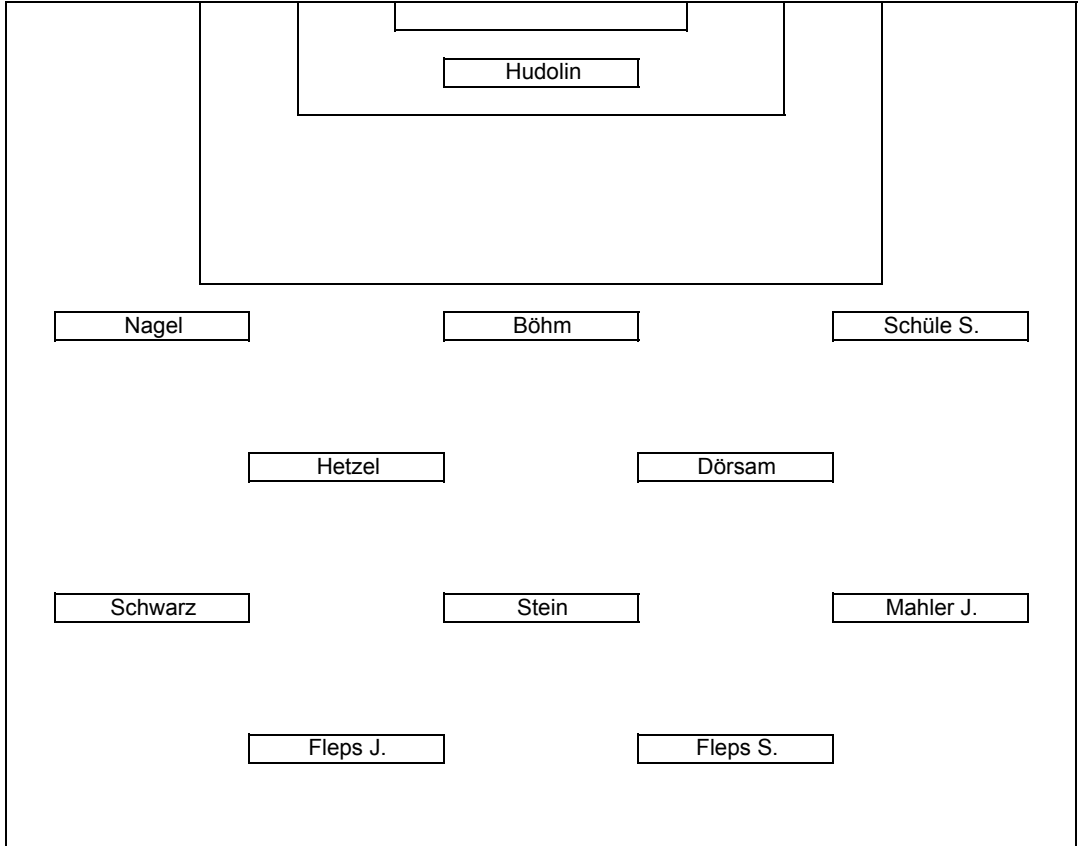 Hudolin
Nagel Böhm Schüle S.
Hetzel Dörsam
Schwarz Stein Mahler J.
Fleps J. Fleps S.